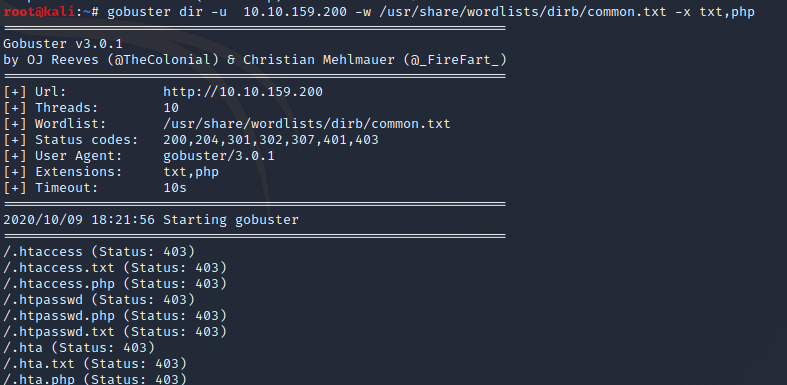 root@kali:~# gobuster dir -u  10.10.159.200 -w /usr/share/wordlists/dirb/common.txt -x txt,php
===============================================================
Gobuster v3.0.1
by OJ Reeves (@TheColonial) & Christian Mehlmauer (@_FireFart_)
===============================================================
[+] Url:            http://10.10.159.200
[+] Threads:        10
[+] Wordlist:       /usr/share/wordlists/dirb/common.txt
[+] Status codes:   200,204,301,302,307,401,403
[+] User Agent:     gobuster/3.0.1
[+] Extensions:     txt,php
[+] Timeout:        10s
===============================================================
2020/10/09 18:21:56 Starting gobuster
===============================================================
/.htaccess (Status: 403)
/.htaccess.txt (Status: 403)
/.htaccess.php (Status: 403)
/.htpasswd (Status: 403)
/.htpasswd.php (Status: 403)
/.htpasswd.txt (Status: 403)
/.hta (Status: 403)
/.hta.txt (Status: 403)
/.hta.php (Status: 403)